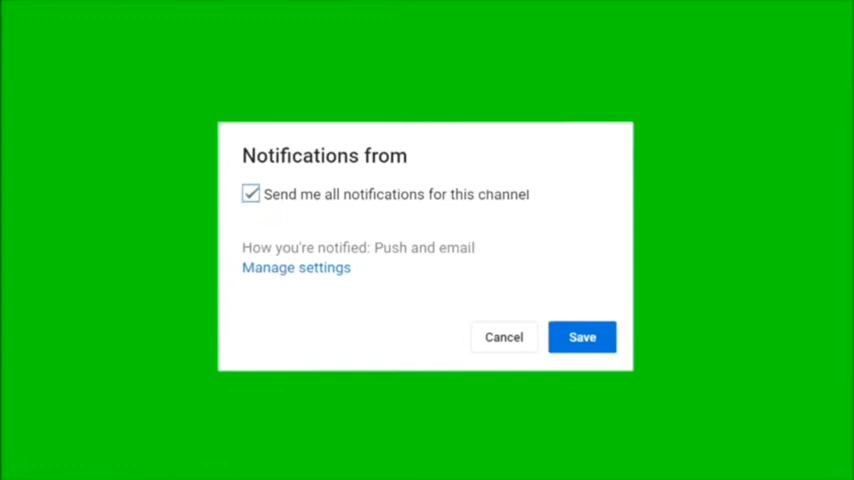 Notifications from
Send me all notifications for this channel
How you're notified: Push and email
Manage settings
Cancel
Save